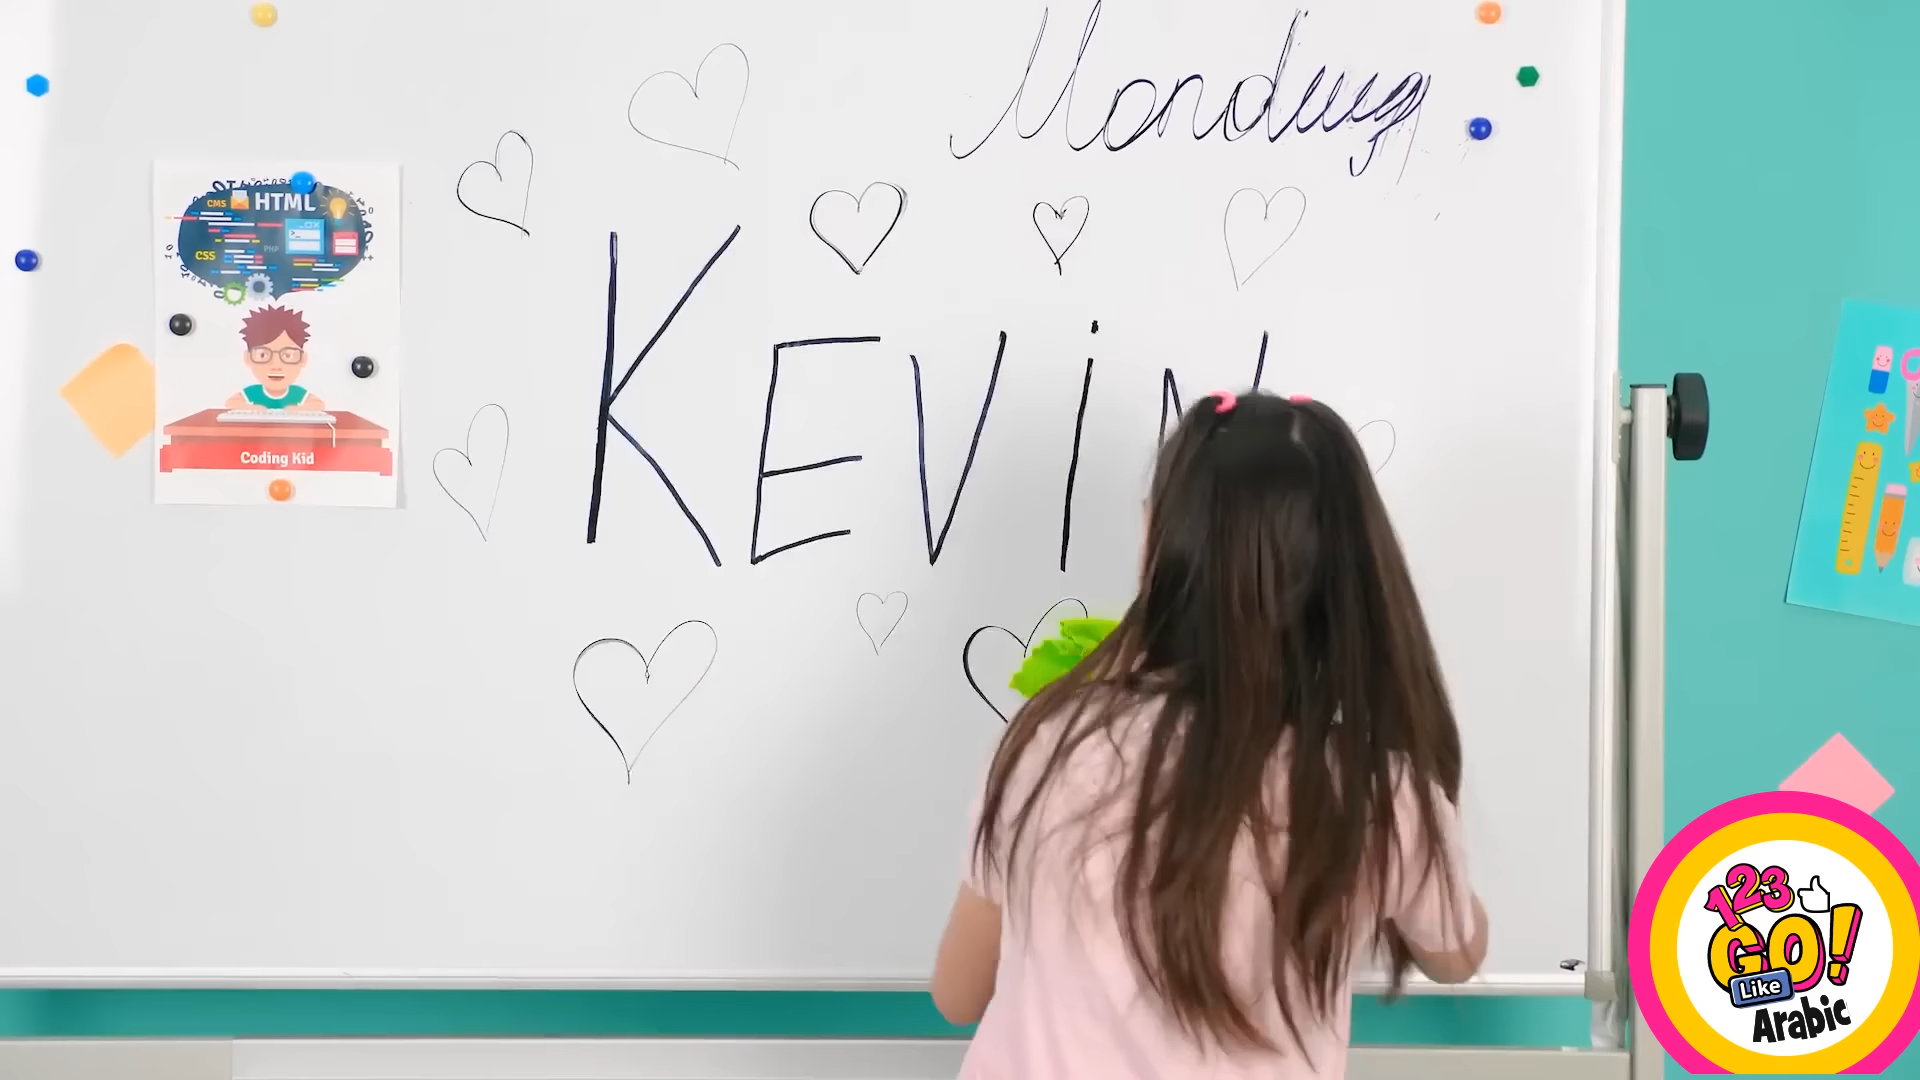 Monday
CMS HTML
CSS
PHP
KEViN
Coding Kid
123
GO!
Like
Arabic